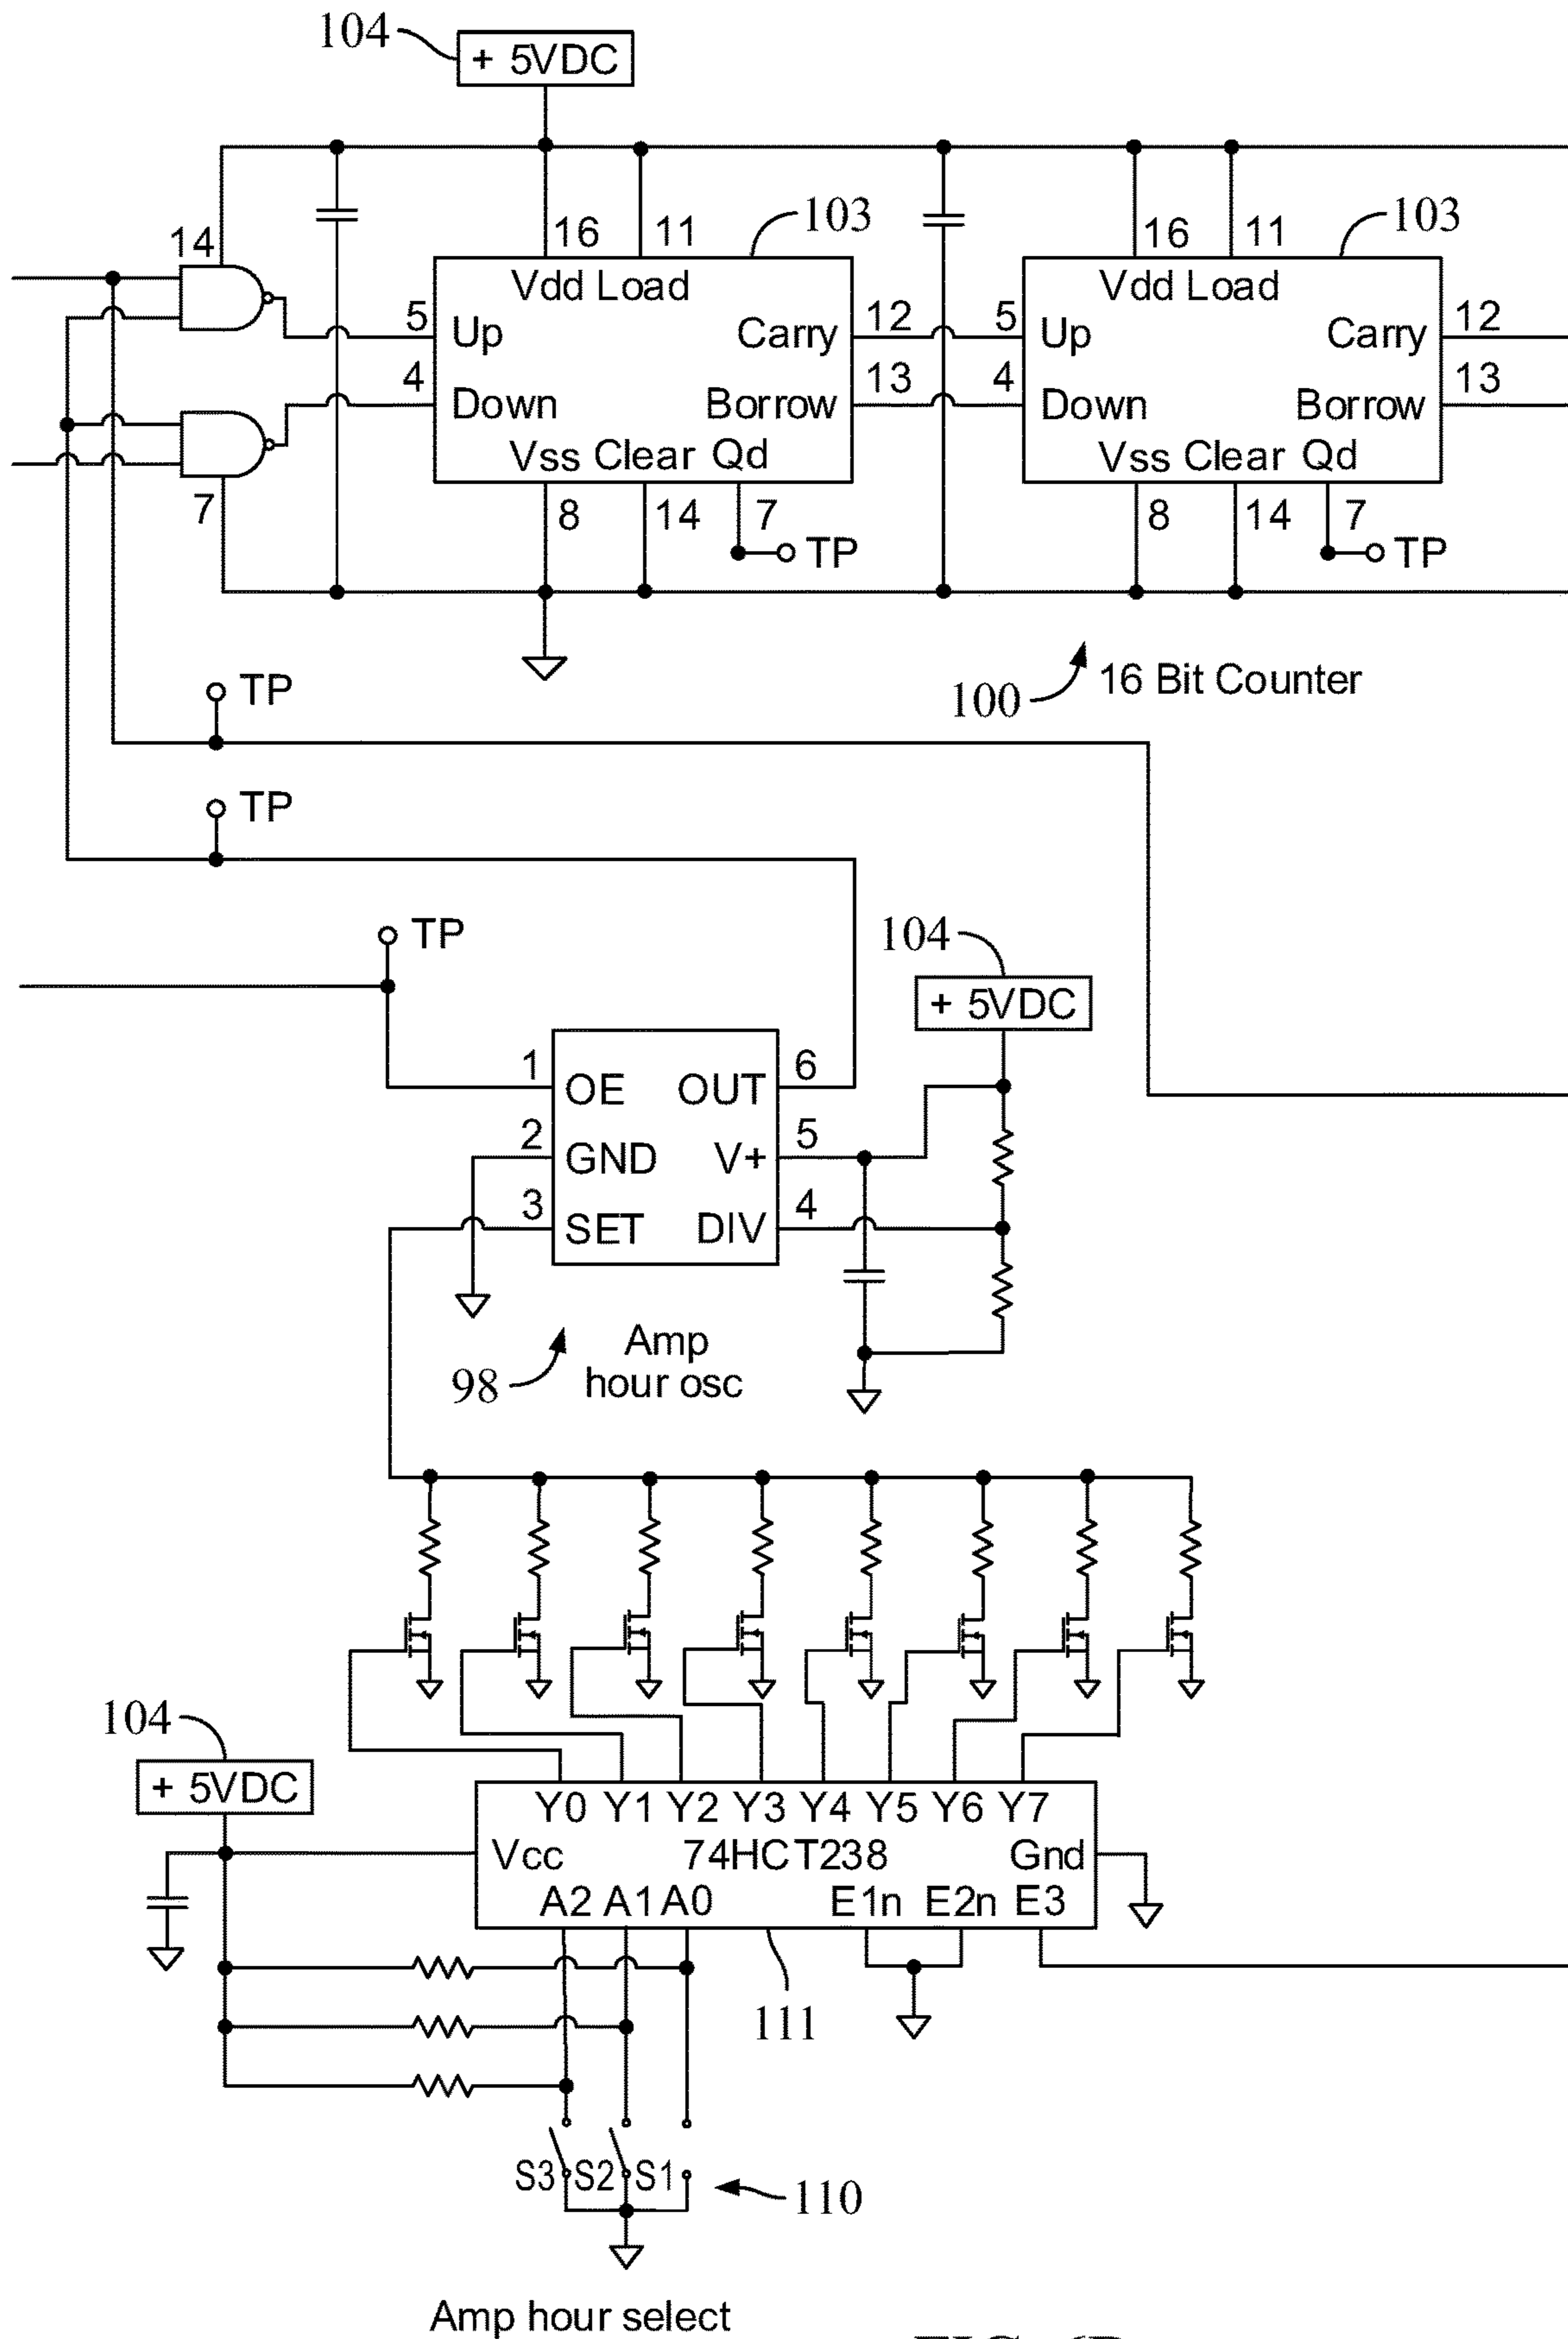 104
+ 5VDC
14
16 11 103
16 11 103
Vdd Load
Vdd Load
5 Up Carry 12
5 Up Carry 12
4 Down Borrow 13
4 Down Borrow 13
Vss Clear Qd
Vss Clear Qd
7
8 14 7
TP
8 14 7
TP
100 16 Bit Counter
TP
TP
TP
104
+ 5VDC
1 OE OUT 6
2 GND V+ 5
3 SET DIV 4
98 Amp
hour osc
104
+ 5VDC
Y0 Y1 Y2 Y3 Y4 Y5 Y6 Y7
Vcc 74HCT238 Gnd
A2 A1 A0 E1n E2n E3
111
S3 S2 S1 110
Amp hour select